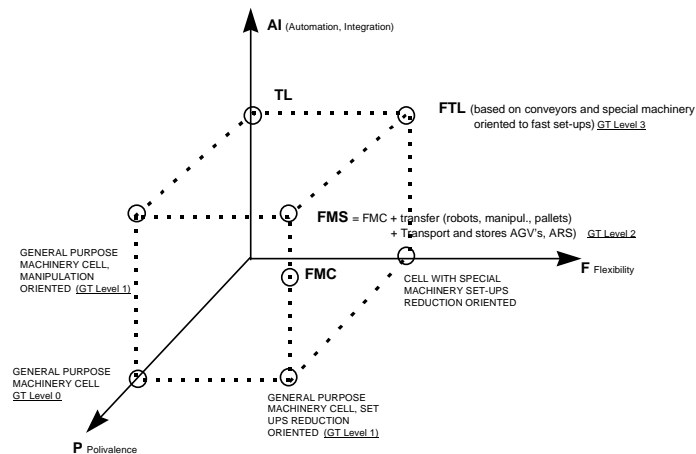 AI (Automation, Integration)
TL
FTL (based on conveyors and special machinery
oriented to fast set-ups) GT Level 3
FMS = FMC + transfer (robots, manipul., pallets)
+ Transport and stores AGV's, ARS) GT Level 2
GENERAL PURPOSE
MACHINERY CELL,
MANIPULATION
ORIENTED (GT Level 1)
FMC
F Flexibility
CELL WITH SPECIAL
MACHINERY SET-UPS
REDUCTION ORIENTED
GENERAL PURPOSE
MACHINERY CELL
GT Level 0
GENERAL PURPOSE
MACHINERY CELL, SET
UPS REDUCTION
ORIENTED (GT Level 1)
P Polivalence